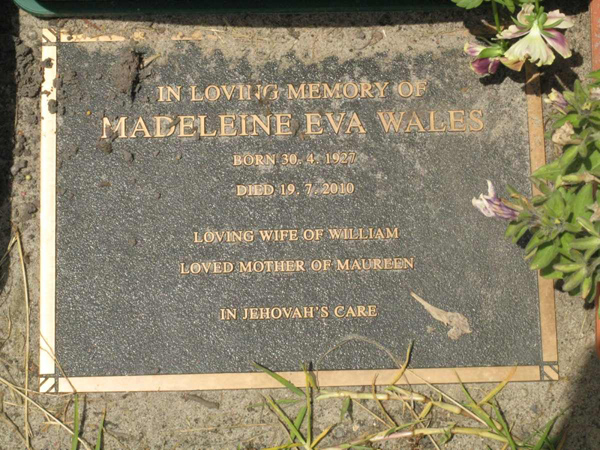 IN LOVING MEMORY OF
MADELEINE EVA WALES
BORN 30. 4. 1927
DIED 19. 7. 2010
LOVING WIFE OF WILLIAM
LOVED MOTHER OF MAUREEN
IN JEHOVAH'S CARE